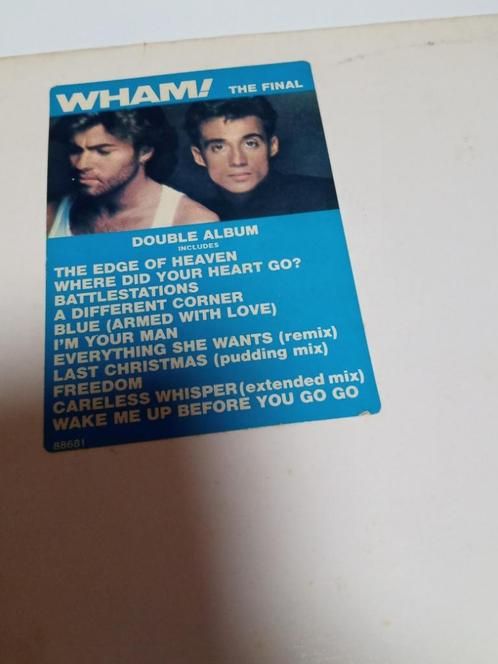 WHAM! THE FINAL
DOUBLE ALBUM
INCLUDES
THE EDGE OF HEAVEN
WHERE DID YOUR HEART GO?
BATTLESTATIONS
A DIFFERENT CORNER
BLUE (ARMED WITH LOVE)
I'M YOUR MAN
EVERYTHING SHE WANTS (remix)
LAST CHRISTMAS (pudding mix)
FREEDOM
CARELESS WHISPER (extended mix)
WAKE ME UP BEFORE YOU GO GO
88681